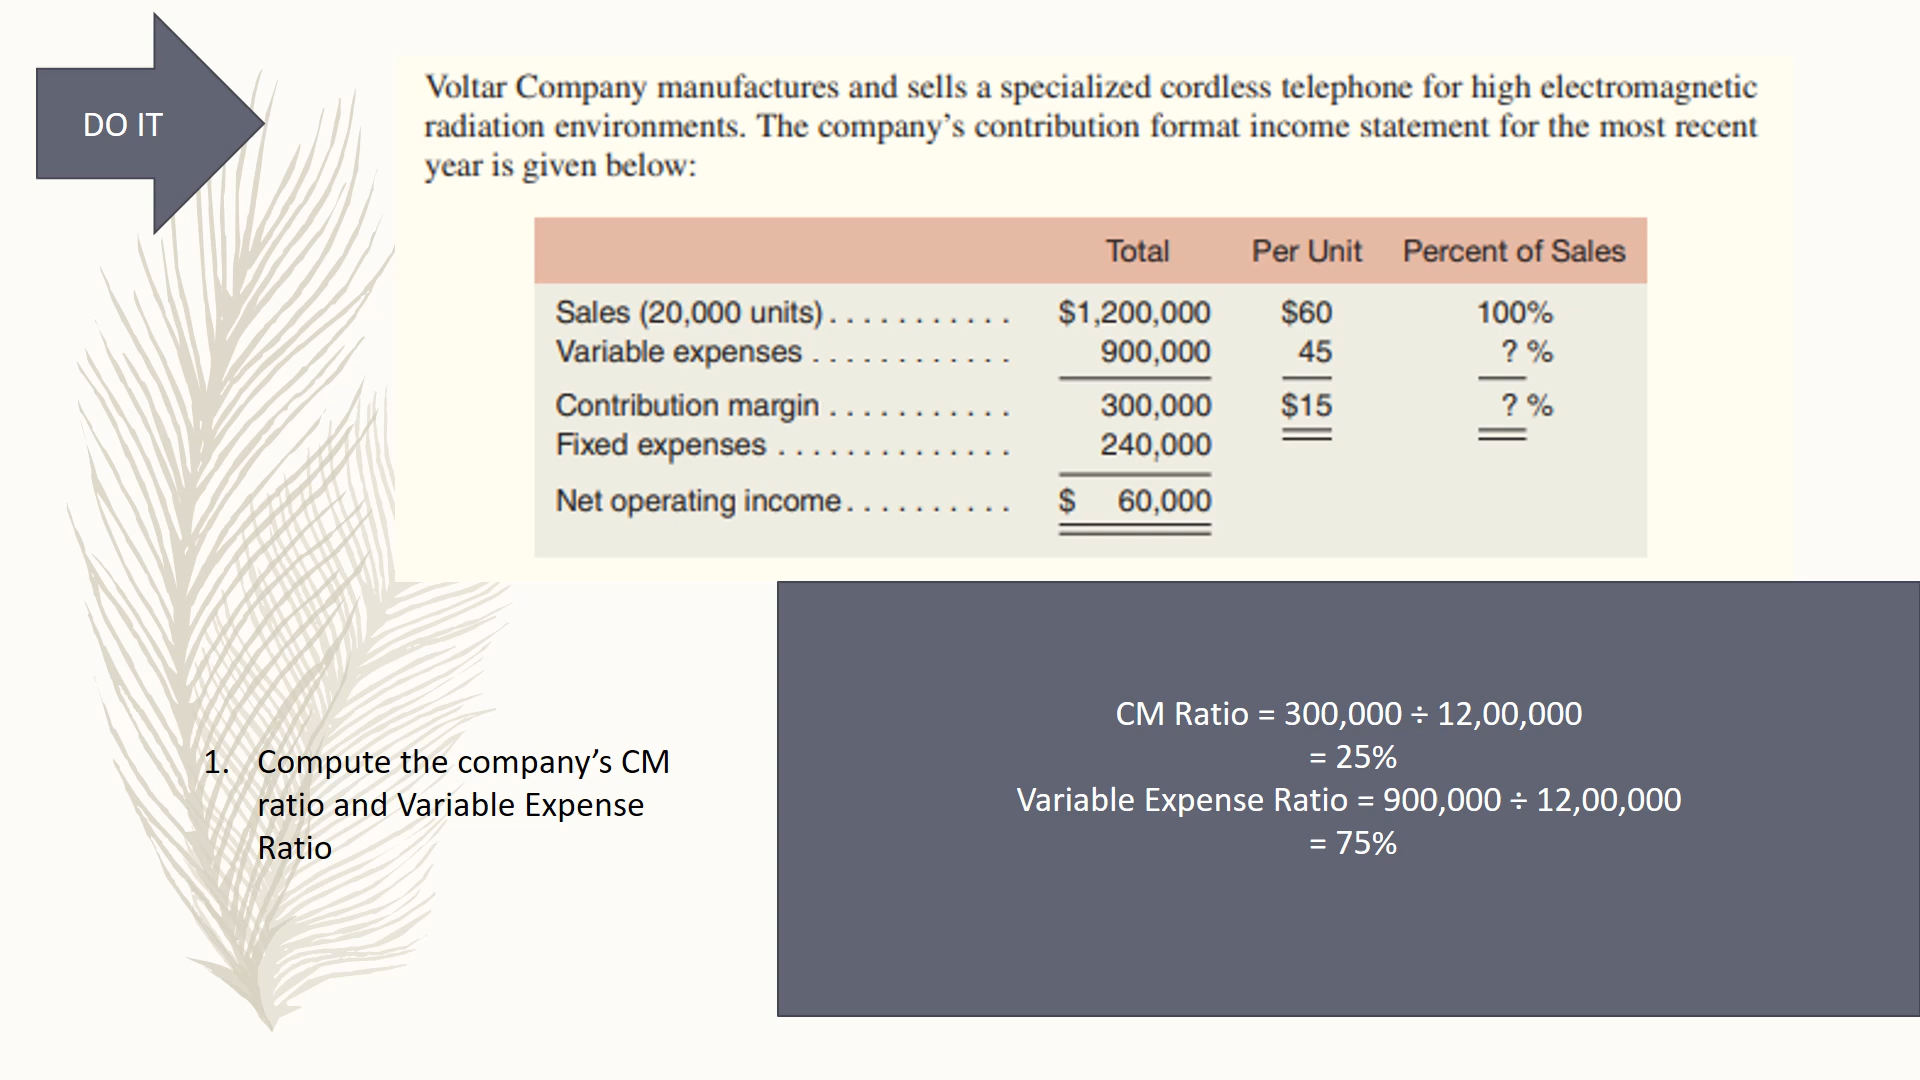 DO IT
Voltar Company manufactures and sells a specialized cordless telephone for high electromagnetic
radiation environments. The company's contribution format income statement for the most recent
year is given below:
Total Per Unit Percent of Sales
Sales (20,000 units) . . . . . . . . . . . $1,200,000 $60 100%
Variable expenses . . . . . . . . . . . . 900,000 45 ? %
Contribution margin . . . . . . . . . . . 300,000 $15 ? %
Fixed expenses . . . . . . . . . . . . . . 240,000
Net operating income . . . . . . . . . . $ 60,000
1. Compute the company’s CM
ratio and Variable Expense
Ratio
CM Ratio = 300,000 ÷ 12,00,000
= 25%
Variable Expense Ratio = 900,000 ÷ 12,00,000
= 75%